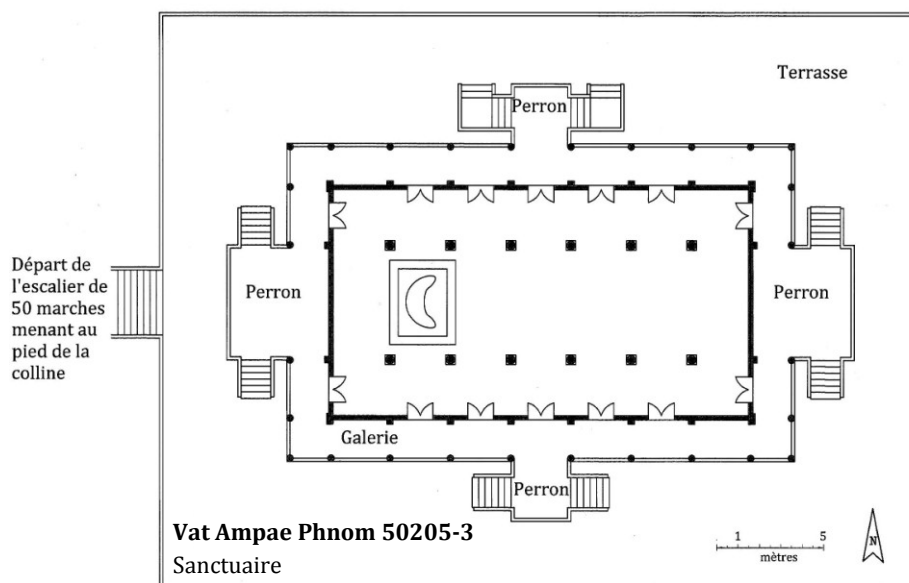 Terrasse
Perron
Départ de
l'escalier de
50 marches
menant au
pied de la
colline
Perron
Perron
Galerie
Perron
Vat Ampae Phnom 50205-3
Sanctuaire
1 5
mètres
N